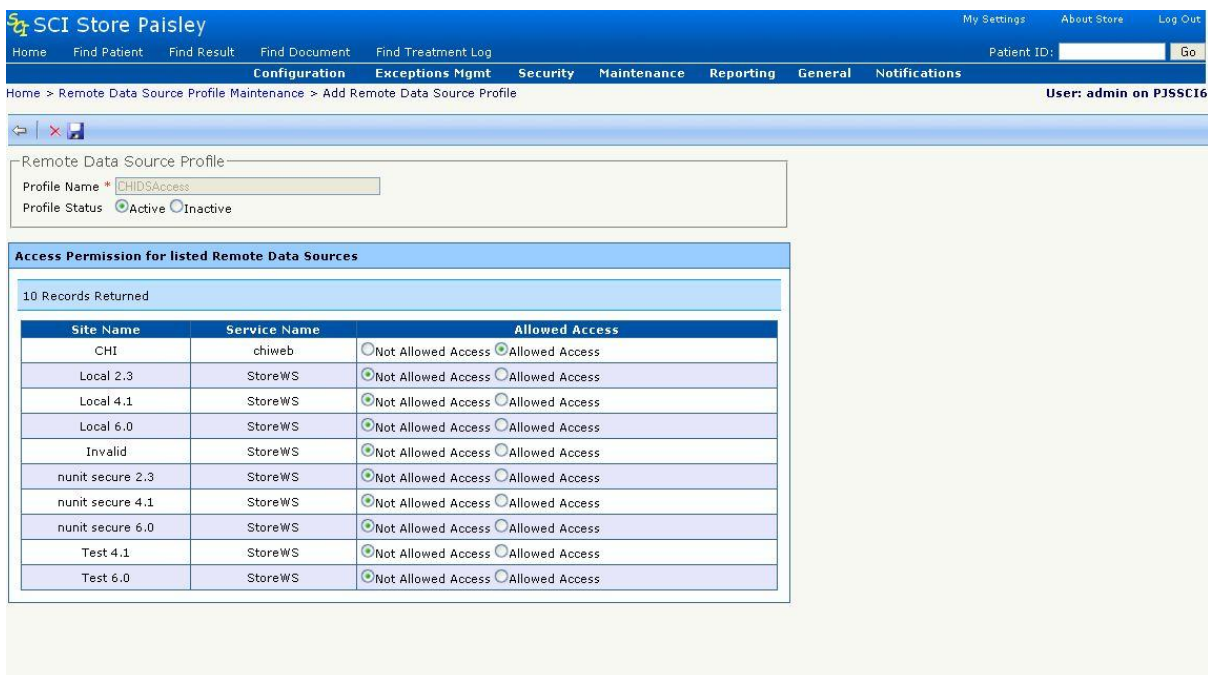 SCI Store Paisley
My Settings About Store Log Out
Home Find Patient Find Result Find Document Find Treatment Log Patient ID: Go
Configuration Exceptions Mgmt Security Maintenance Reporting General Notifications
Home > Remote Data Source Profile Maintenance > Add Remote Data Source Profile User: admin on PJSSCI6
Remote Data Source Profile
Profile Name * CHIDSAccess
Profile Status Active Inactive
Access Permission for listed Remote Data Sources
10 Records Returned
Site Name Service Name Allowed Access
CHI chiweb Not Allowed Access Allowed Access
Local 2.3 StoreWS Not Allowed Access Allowed Access
Local 4.1 StoreWS Not Allowed Access Allowed Access
Local 6.0 StoreWS Not Allowed Access Allowed Access
Invalid StoreWS Not Allowed Access Allowed Access
nunit secure 2.3 StoreWS Not Allowed Access Allowed Access
nunit secure 4.1 StoreWS Not Allowed Access Allowed Access
nunit secure 6.0 StoreWS Not Allowed Access Allowed Access
Test 4.1 StoreWS Not Allowed Access Allowed Access
Test 6.0 StoreWS Not Allowed Access Allowed Access